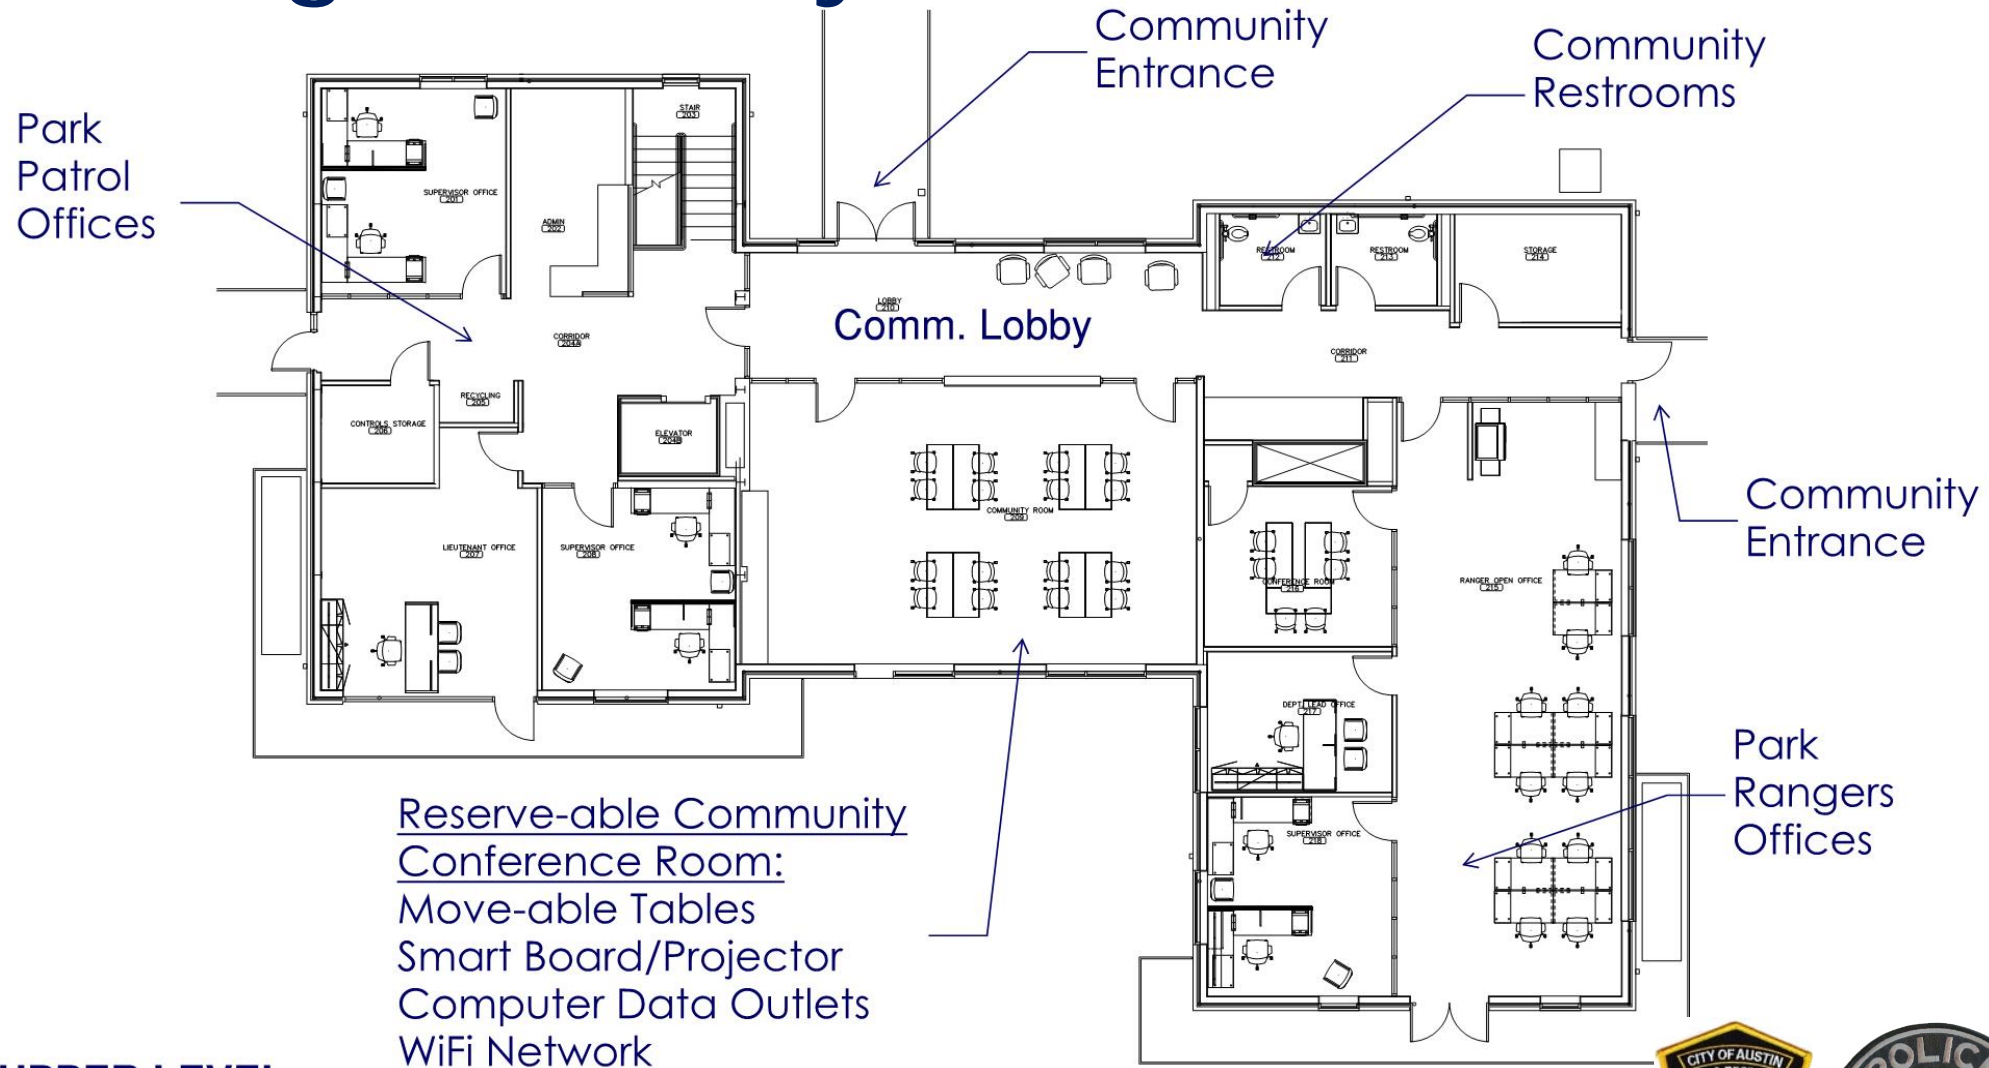 Community
Entrance
Community
Restrooms
Park
Patrol
Offices
STAIR
203
SUPERVISOR OFFICE
201
ADMIN
202
RESTROOM
212
RESTROOM
213
STORAGE
214
LOBBY
210
Comm. Lobby
CORRIDOR
204A
CORRIDOR
211
RECYCLING
205
CONTROLS STORAGE
206
ELEVATOR
204B
COMMUNITY ROOM
209
LIEUTENANT OFFICE
207
SUPERVISOR OFFICE
208
CONFERENCE ROOM
216
RANGER OPEN OFFICE
215
Community
Entrance
DEPT. LEAD OFFICE
217
SUPERVISOR OFFICE
218
Park
Rangers
Offices
Reserve-able Community
Conference Room:
Move-able Tables
Smart Board/Projector
Computer Data Outlets
WiFi Network
UPPER LEVEL
CITY OF AUSTIN